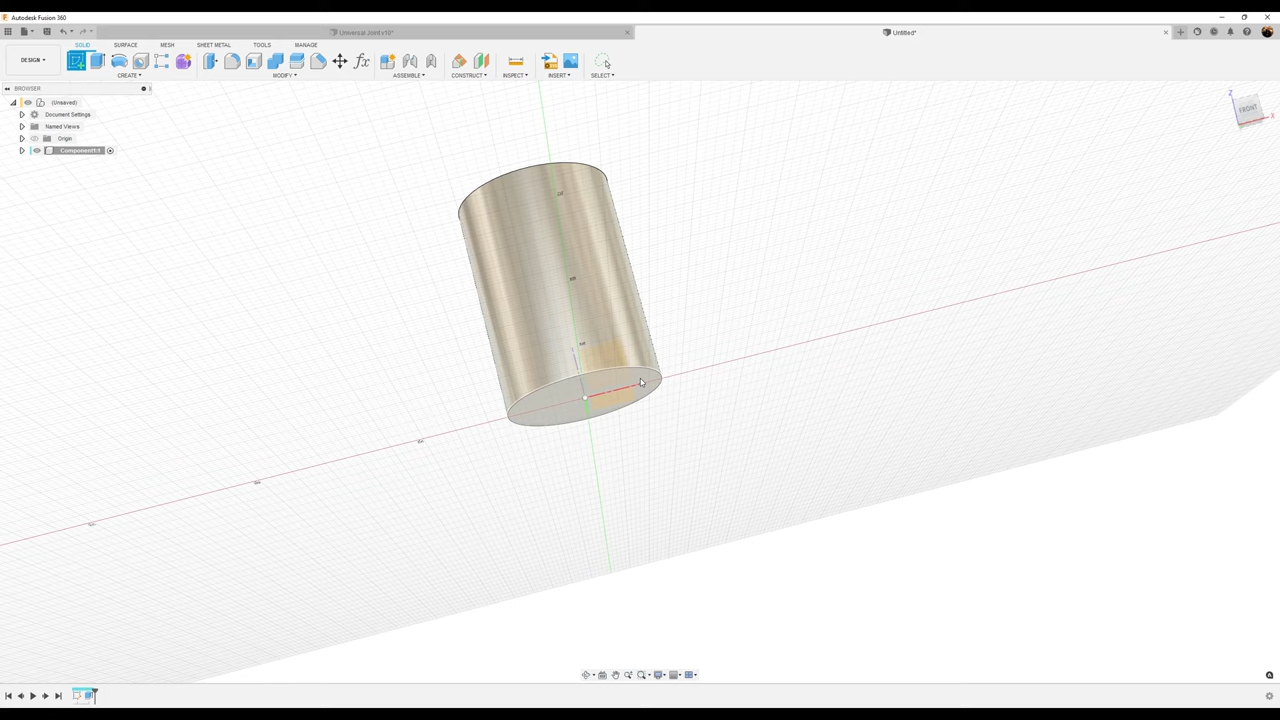 Autodesk Fusion 360
Universal Joint v10*
Untitled*
DESIGN
SOLID
SURFACE
MESH
SHEET METAL
TOOLS
MANAGE
CREATE
MODIFY
ASSEMBLE
CONSTRUCT
INSPECT
INSERT
SELECT
BROWSER
(Unsaved)
Document Settings
Named Views
Origin
Component1:1
Z
FRONT
X